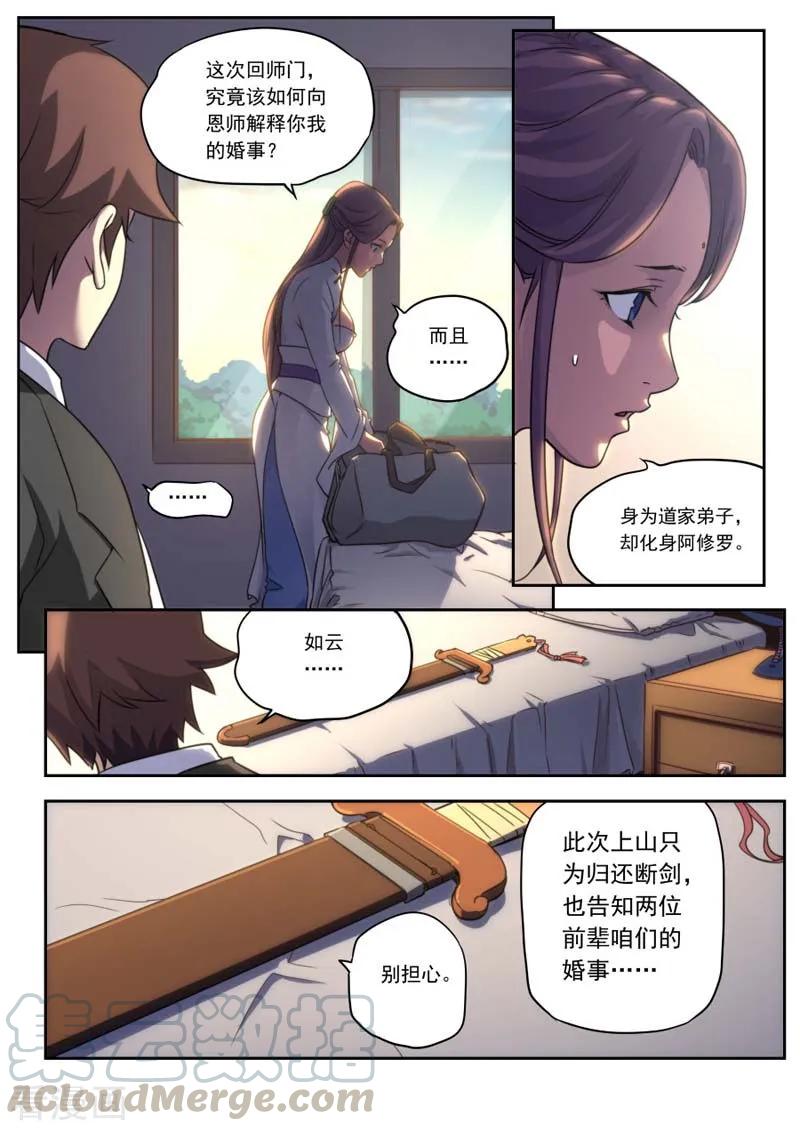 这次回师门，
究竟该如何向
恩师解释你我
的婚事？
而且
……
……
身为道家弟子，
却化身阿修罗。
如云
……
此次上山只
为归还断剑，
也告知两位
前辈咱们的
婚事……
别担心。
集云数据
看漫画
AcloudMerge.com